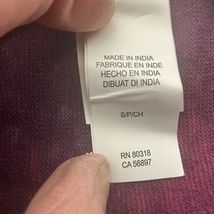 MADE IN INDIA
FABRIQUE EN INDE
HECHO EN INDIA
DIBUAT DI INDIA
S/P/CH
RN 80318
CA 56897